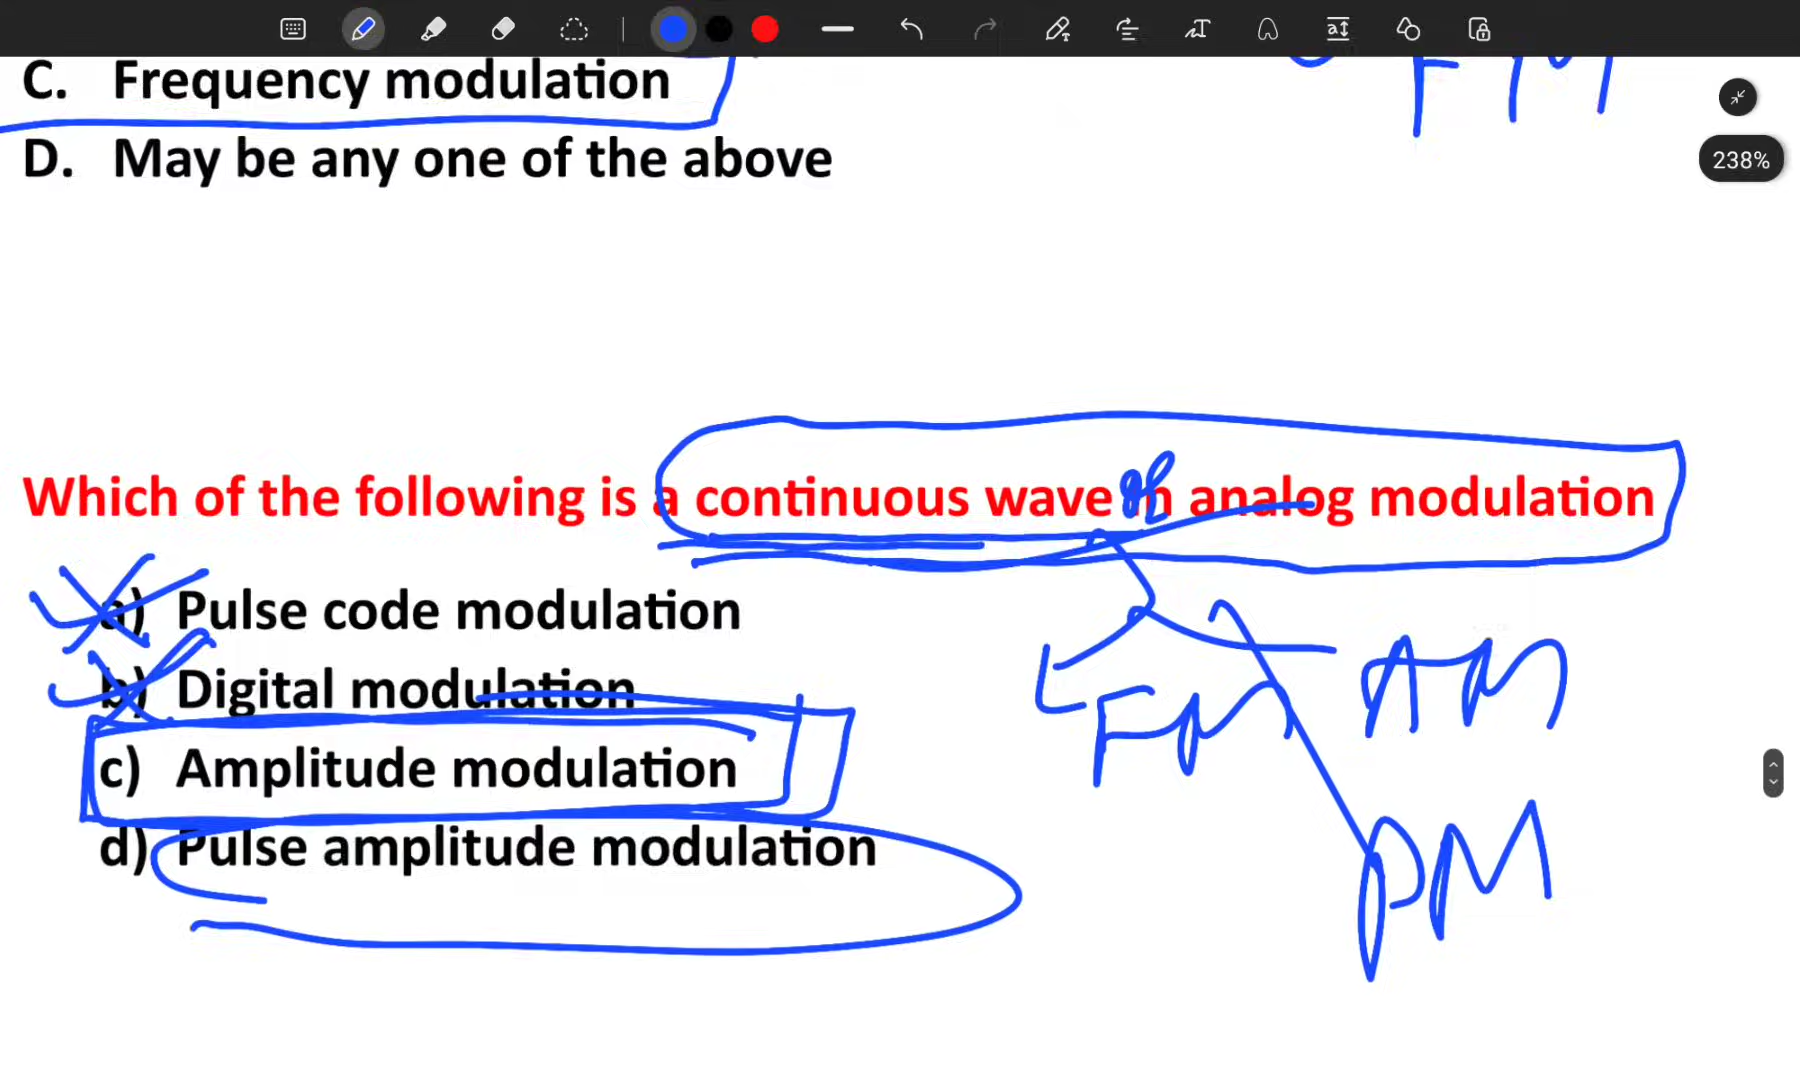 C. Frequency modulation
D. May be any one of the above
238%
Which of the following is a continuous wave in analog modulation
a) Pulse code modulation
b) Digital modulation
c) Amplitude modulation
d) Pulse amplitude modulation
FM
AM
PM